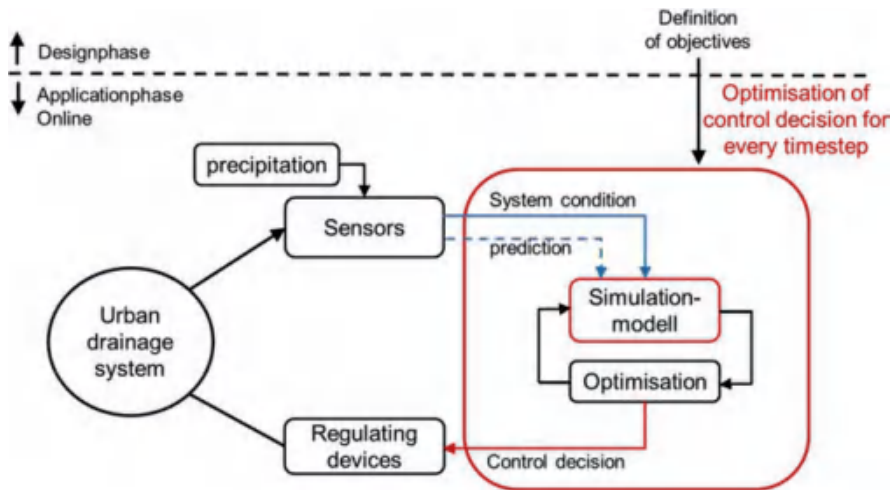 Definition
of objectives
Designphase
Applicationphase
Online
Optimisation of
control decision for
every timestep
precipitation
System condition
Sensors
prediction
Simulation-
modell
Urban
drainage
system
Optimisation
Regulating
devices
Control decision